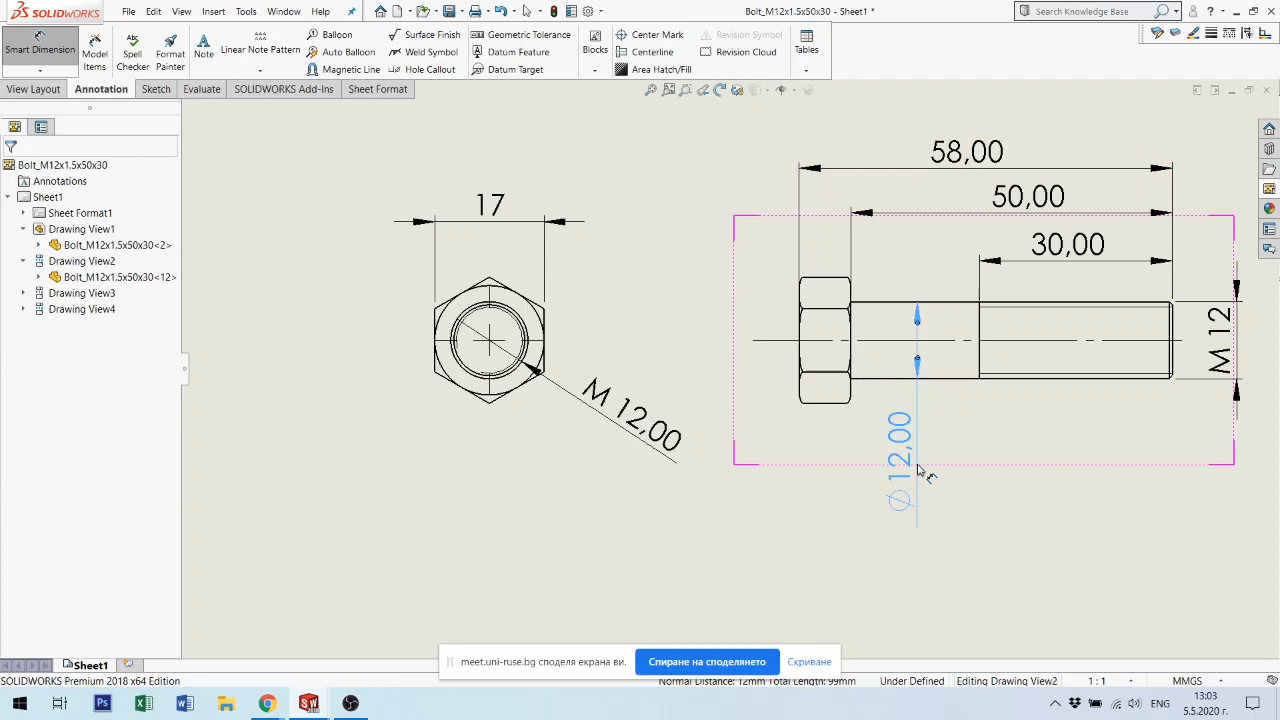 SOLIDWORKS
File Edit View Insert Tools Window Help
Bolt_M12x1.5x50x30 - Sheet1 *
Search Knowledge Base
Smart Dimension
Model Items
Spell Checker
Format Painter
Note
Linear Note Pattern
Balloon
Auto Balloon
Magnetic Line
Surface Finish
Weld Symbol
Hole Callout
Geometric Tolerance
Datum Feature
Datum Target
Blocks
Center Mark
Centerline
Area Hatch/Fill
Revision Symbol
Revision Cloud
Tables
View Layout Annotation Sketch Evaluate SOLIDWORKS Add-Ins Sheet Format
Bolt_M12x1.5x50x30
Annotations
Sheet1
Sheet Format1
Drawing View1
Bolt_M12x1.5x50x30<2>
Drawing View2
Bolt_M12x1.5x50x30<12>
Drawing View3
Drawing View4
17
M 12,00
58,00
50,00
30,00
M 12
∅ 12,00
meet.uni-ruse.bg споделя екрана ви. Спиране на споделянето Скриване
Sheet1
SOLIDWORKS Premium 2018 x64 Edition
Normal Distance: 12mm Total Length: 99mm Under Defined Editing Drawing View2 1 : 1 MMGS
ENG 13:03
5.5.2020 г.